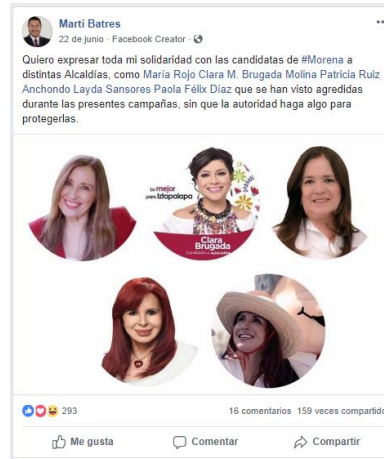 Martí Batres
22 de junio · Facebook Creator ·
Quiero expresar toda mi solidaridad con las candidatas de #Morena a
distintas Alcaldías, como María Rojo Clara M. Brugada Molina Patricia Ruiz
Anchondo Layda Sansores Paola Félix Díaz que se han visto agredidas
durante las presentes campañas, sin que la autoridad haga algo para
protegerlas.
La mejor
para Iztapalapa
Clara
Brugada
293
16 comentarios 159 veces compartido
Me gusta
Comentar
Compartir